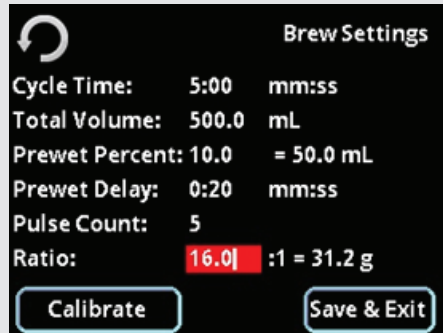 Brew Settings
Cycle Time: 5:00 mm:ss
Total Volume: 500.0 mL
Prewet Percent: 10.0 = 50.0 mL
Prewet Delay: 0:20 mm:ss
Pulse Count: 5
Ratio: 16.0 :1 = 31.2 g
Calibrate Save & Exit